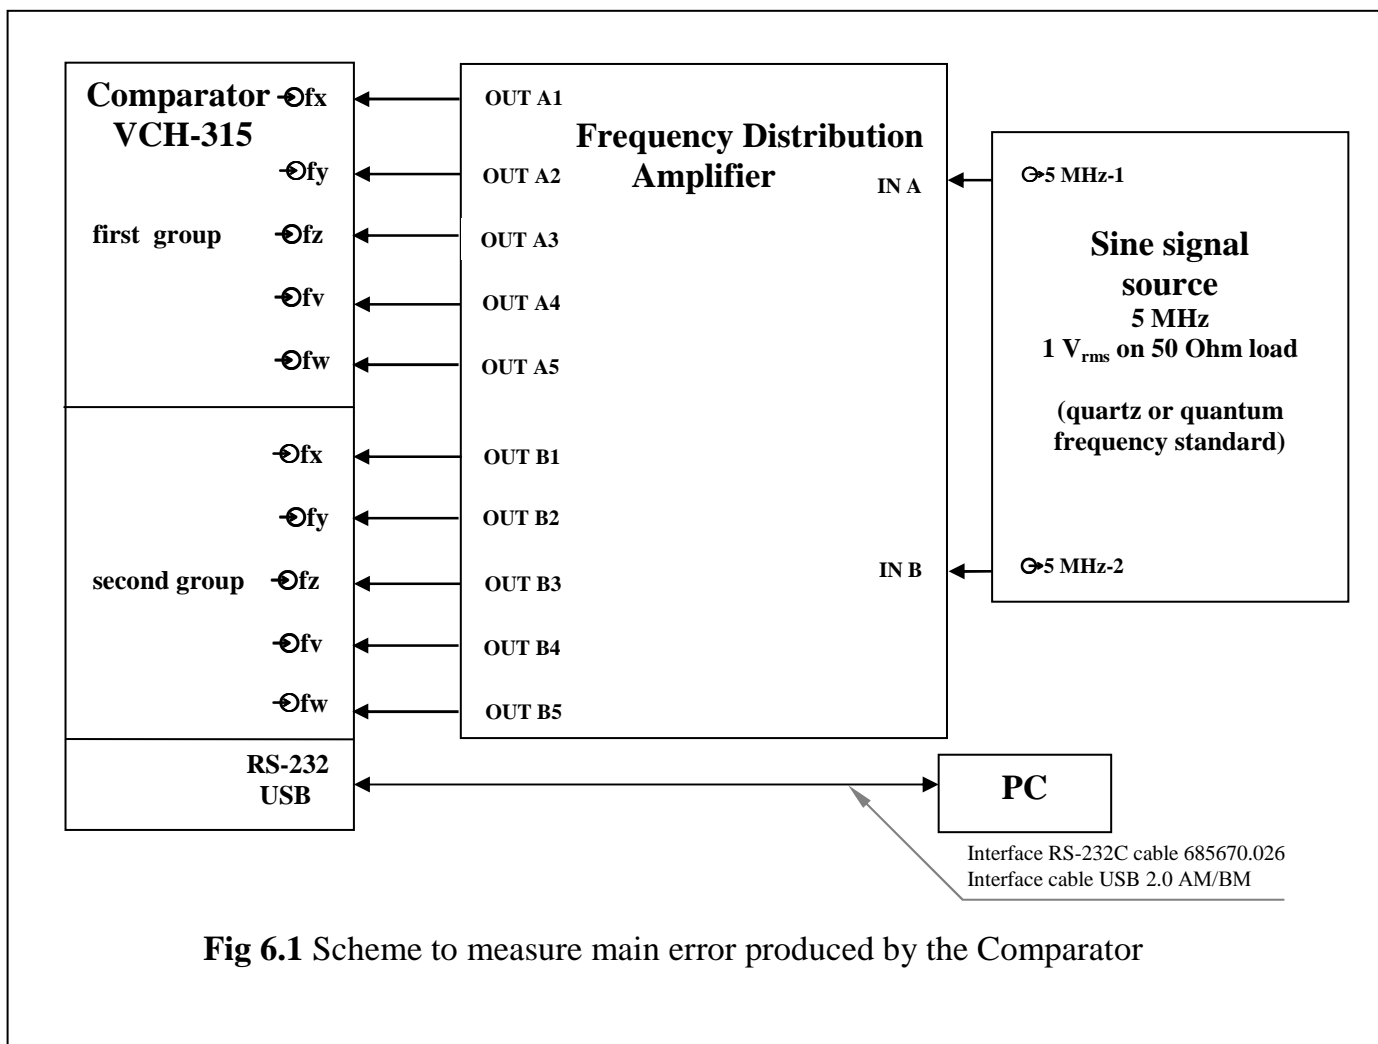 Comparator
VCH-315
fx
fy
first group
fz
fv
fw
fx
fy
second group
fz
fv
fw
RS-232
USB
OUT A1
OUT A2
OUT A3
OUT A4
OUT A5
OUT B1
OUT B2
OUT B3
OUT B4
OUT B5
Frequency Distribution
Amplifier
IN A
IN B
5 MHz-1
Sine signal
source
5 MHz
1 Vrms on 50 Ohm load
(quartz or quantum
frequency standard)
5 MHz-2
PC
Interface RS-232C cable 685670.026
Interface cable USB 2.0 AM/BM
Fig 6.1 Scheme to measure main error produced by the Comparator